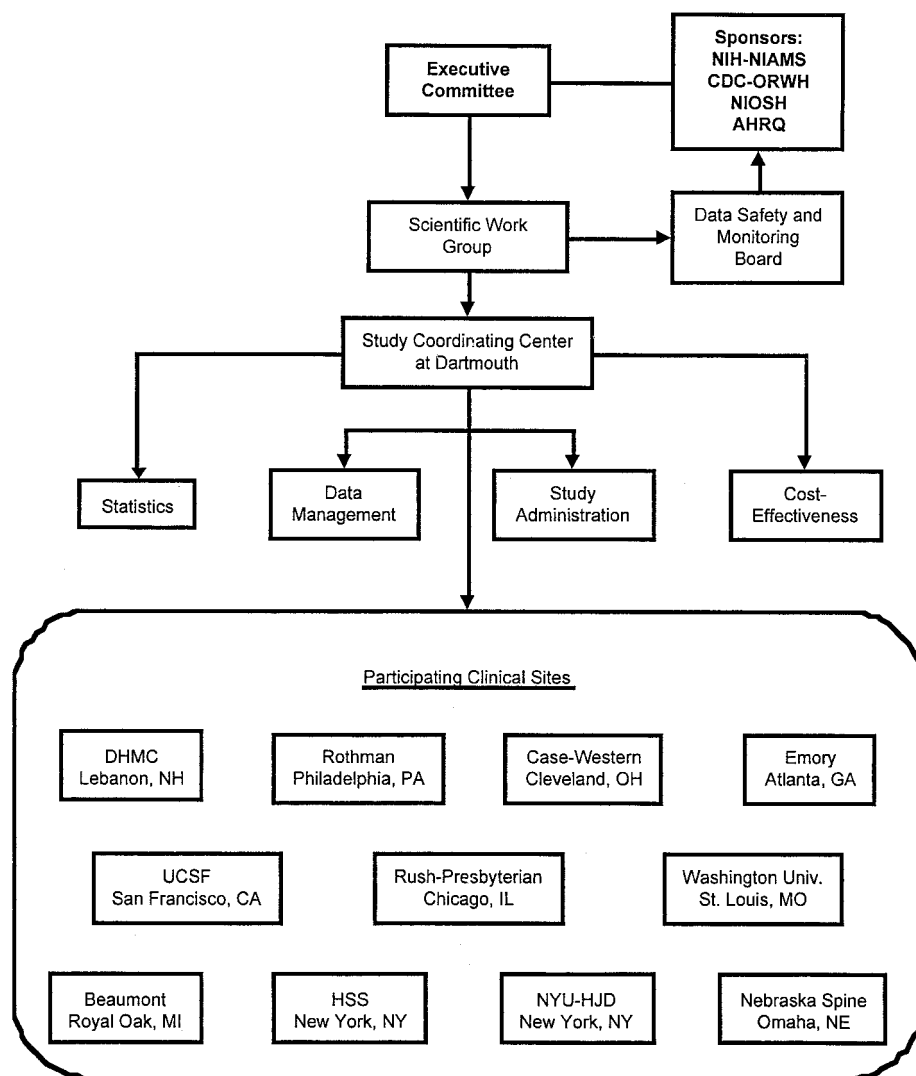 Executive
Committee
Sponsors:
NIH-NIAMS
CDC-ORWH
NIOSH
AHRQ
Scientific Work
Group
Data Safety and
Monitoring
Board
Study Coordinating Center
at Dartmouth
Statistics
Data
Management
Study
Administration
Cost-
Effectiveness
Participating Clinical Sites
DHMC
Lebanon, NH
Rothman
Philadelphia, PA
Case-Western
Cleveland, OH
Emory
Atlanta, GA
UCSF
San Francisco, CA
Rush-Presbyterian
Chicago, IL
Washington Univ.
St. Louis, MO
Beaumont
Royal Oak, MI
HSS
New York, NY
NYU-HJD
New York, NY
Nebraska Spine
Omaha, NE